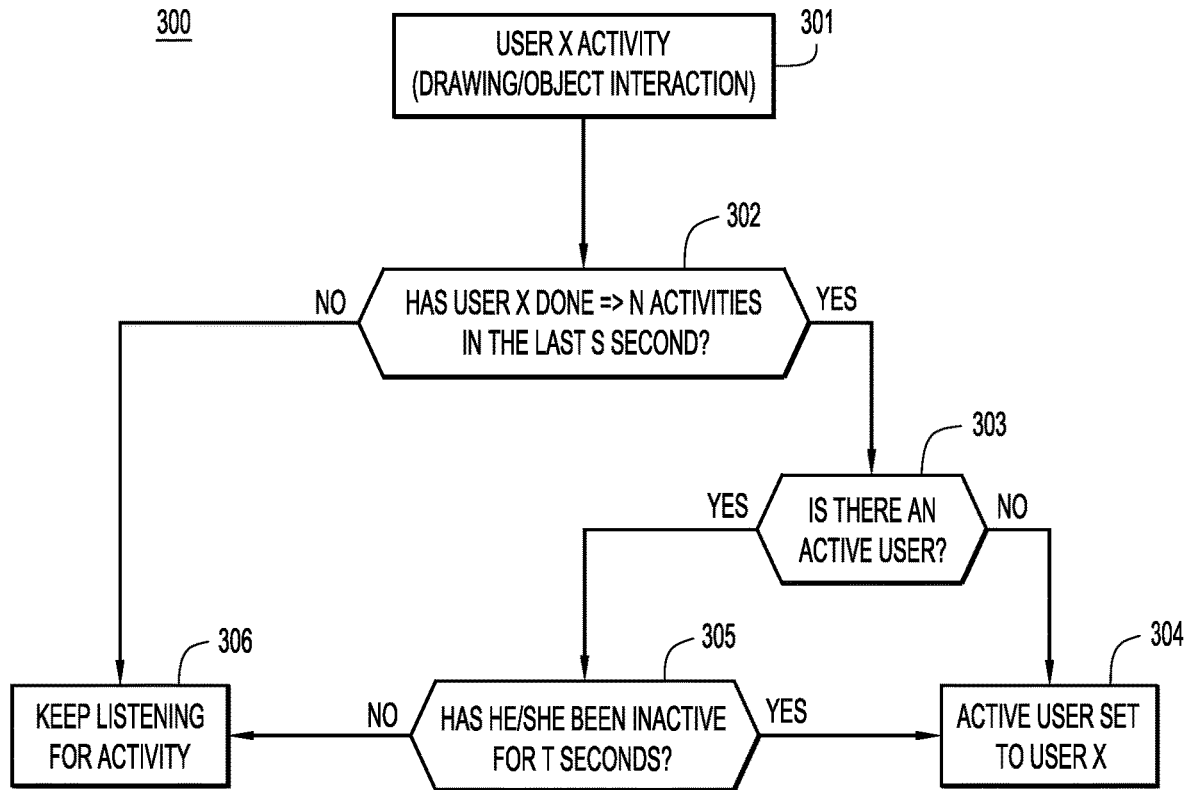 300
301
USER X ACTIVITY
(DRAWING/OBJECT INTERACTION)
302
NO
HAS USER X DONE => N ACTIVITIES
IN THE LAST S SECOND?
YES
303
YES
IS THERE AN
ACTIVE USER?
NO
306
305
304
KEEP LISTENING
FOR ACTIVITY
NO
HAS HE/SHE BEEN INACTIVE
FOR T SECONDS?
YES
ACTIVE USER SET
TO USER X